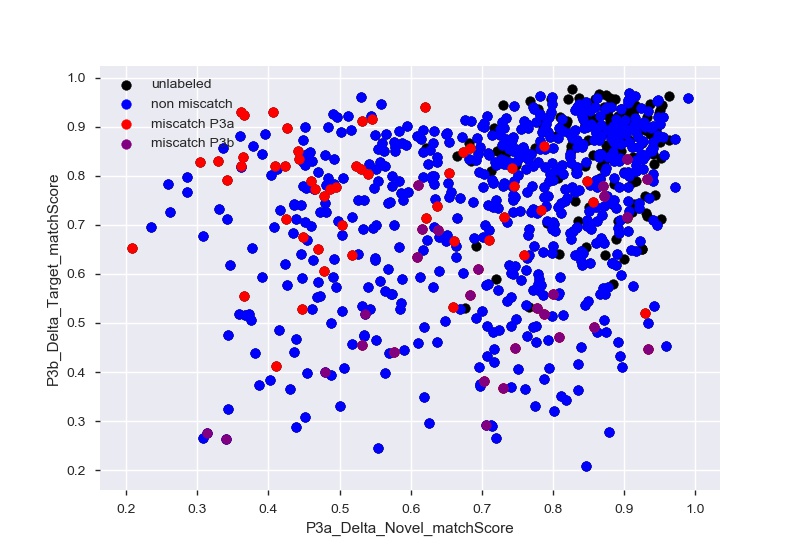 1.0
0.9
0.8
0.7
0.6
0.5
0.4
0.3
0.2
P3b_Delta_Target_matchScore
unlabeled
non miscatch
miscatch P3a
miscatch P3b
0.2 0.3 0.4 0.5 0.6 0.7 0.8 0.9 1.0
P3a_Delta_Novel_matchScore